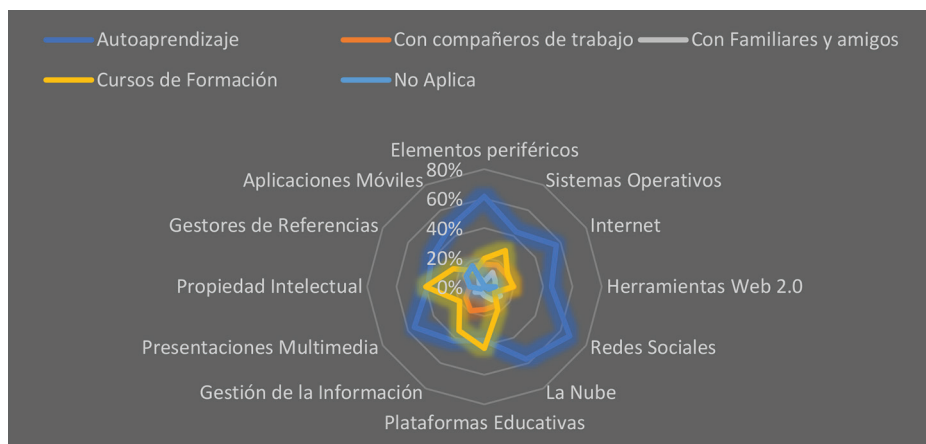 Autoaprendizaje
Con compañeros de trabajo
Con Familiares y amigos
Cursos de Formación
No Aplica
Elementos periféricos
80%
Aplicaciones Móviles
Sistemas Operativos
60%
Gestores de Referencias
Internet
40%
20%
Propiedad Intelectual
0%
Herramientas Web 2.0
Presentaciones Multimedia
Redes Sociales
Gestión de la Información
La Nube
Plataformas Educativas